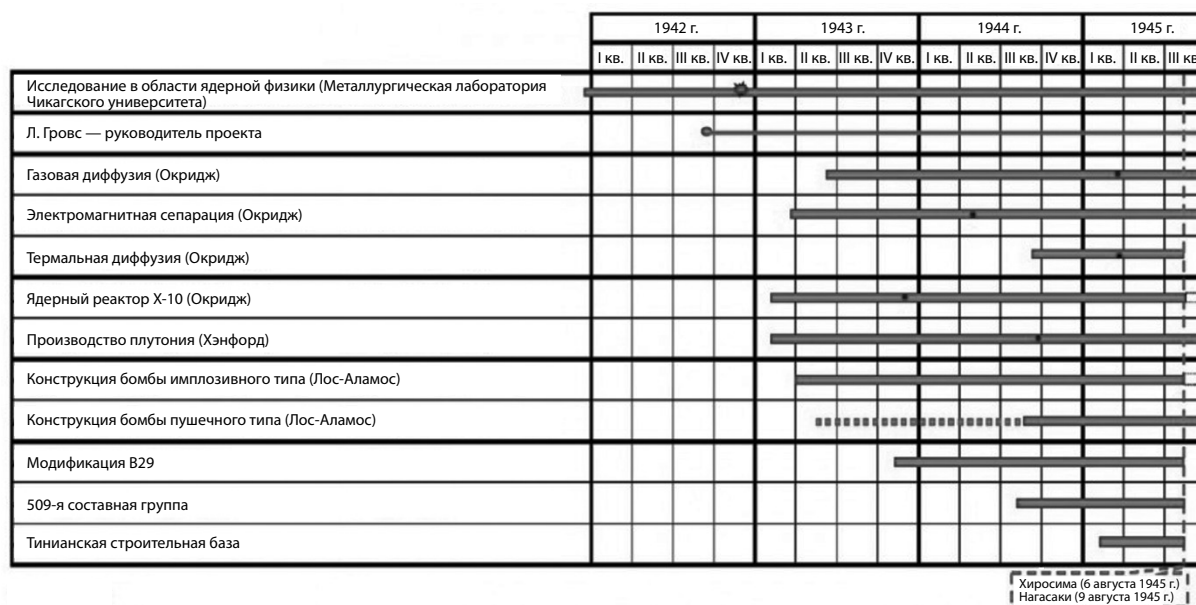 1942 г. 1943 г. 1944 г. 1945 г.
I кв. II кв. III кв. IV кв. I кв. II кв. III кв. IV кв. I кв. II кв. III кв. IV кв. I кв. II кв. III кв
Исследование в области ядерной физики (Металлургическая лаборатория
Чикагского университета)
Л. Гровс — руководитель проекта
Газовая диффузия (Окридж)
Электромагнитная сепарация (Окридж)
Термальная диффузия (Окридж)
Ядерный реактор X-10 (Окридж)
Производство плутония (Хэнфорд)
Конструкция бомбы имплозивного типа (Лос-Аламос)
Конструкция бомбы пушечного типа (Лос-Аламос)
Модификация B29
509-я составная группа
Тинианская строительная база
Хиросима (6 августа 1945 г.)
Нагасаки (9 августа 1945 г.)